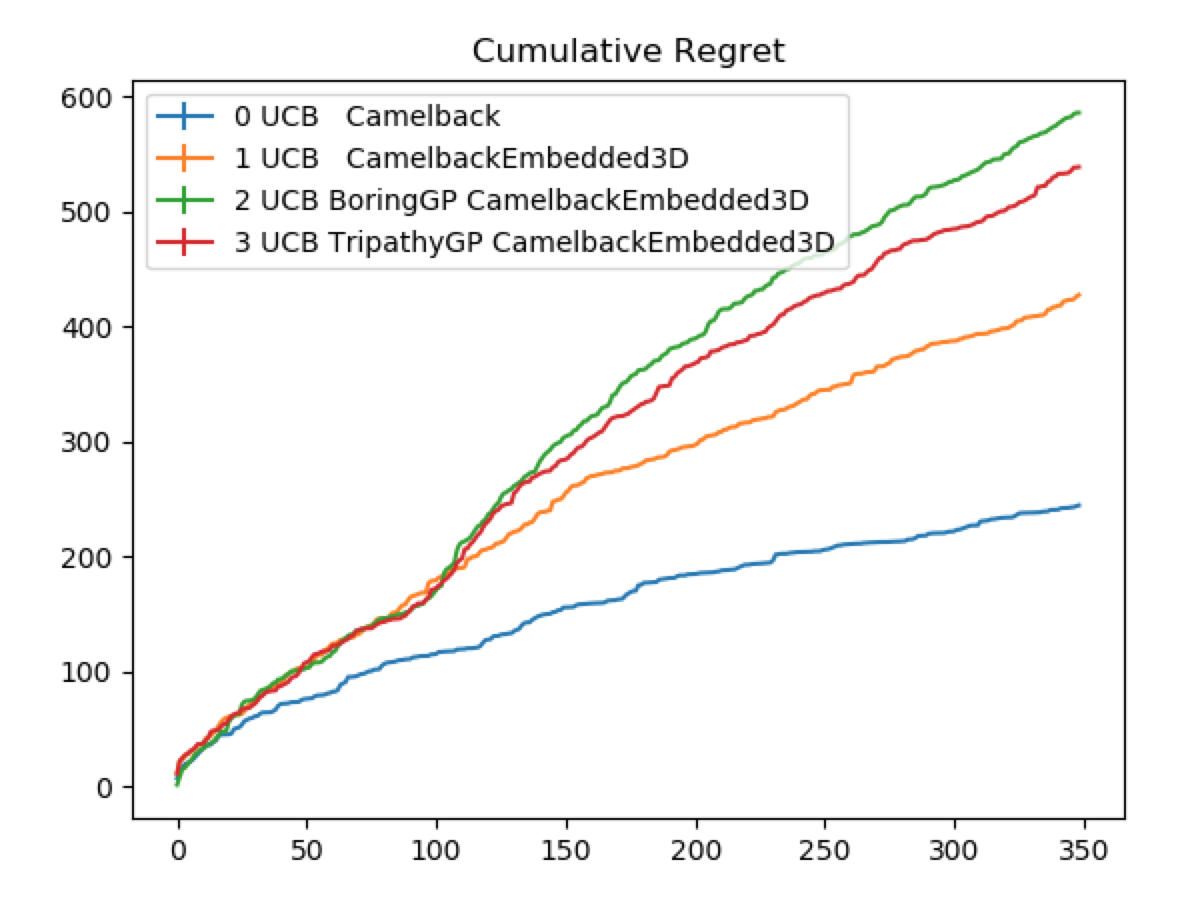 Cumulative Regret
600
500
400
300
200
100
0
0 UCB Camelback
1 UCB CamelbackEmbedded3D
2 UCB BoringGP CamelbackEmbedded3D
3 UCB TripathyGP CamelbackEmbedded3D
0 50 100 150 200 250 300 350